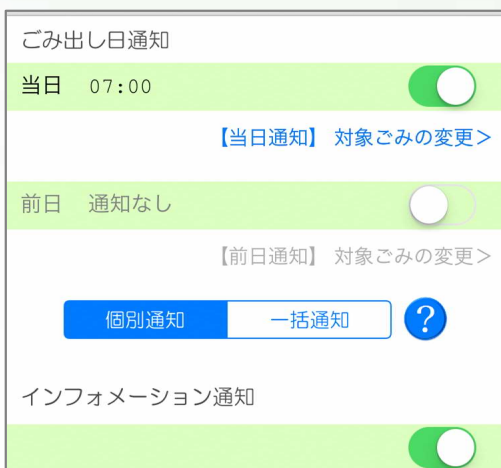 ごみ出し日通知
当日 07:00
【当日通知】 対象ごみの変更>
前日 通知なし
【前日通知】 対象ごみの変更>
個別通知 一括通知 ?
インフォメーション通知